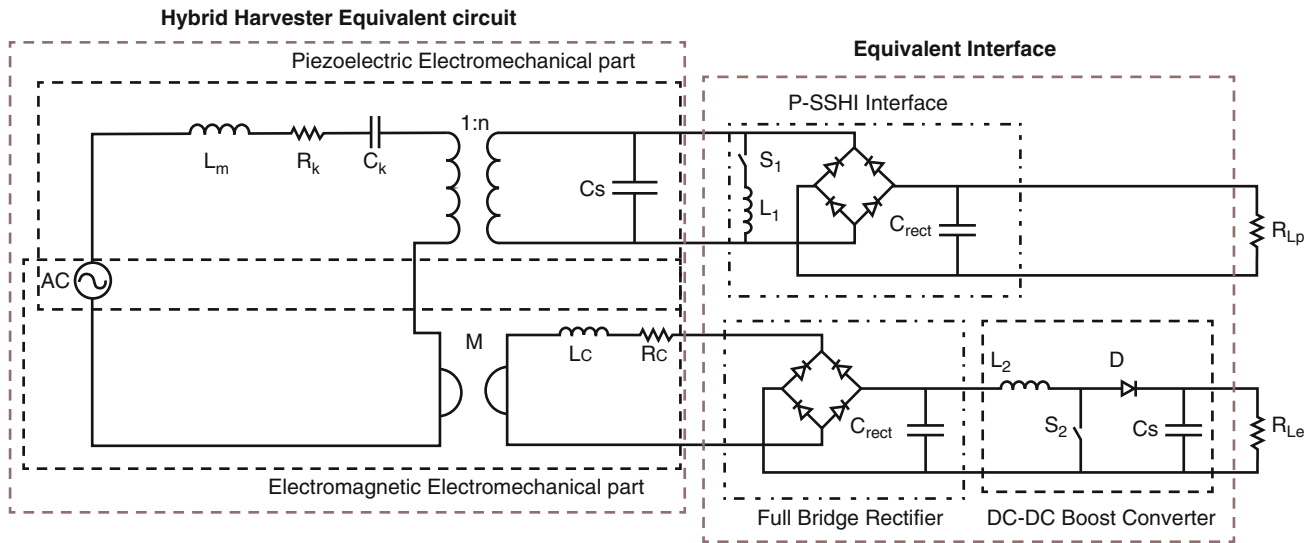 Hybrid Harvester Equivalent circuit
Equivalent Interface
Piezoelectric Electromechanical part
P-SSHI Interface
1:n
Lm
Rk
Ck
Cs
S1
L1
Crect
RLp
AC
M
LC
RC
Crect
L2
D
S2
Cs
RLe
Electromagnetic Electromechanical part
Full Bridge Rectifier
DC-DC Boost Converter